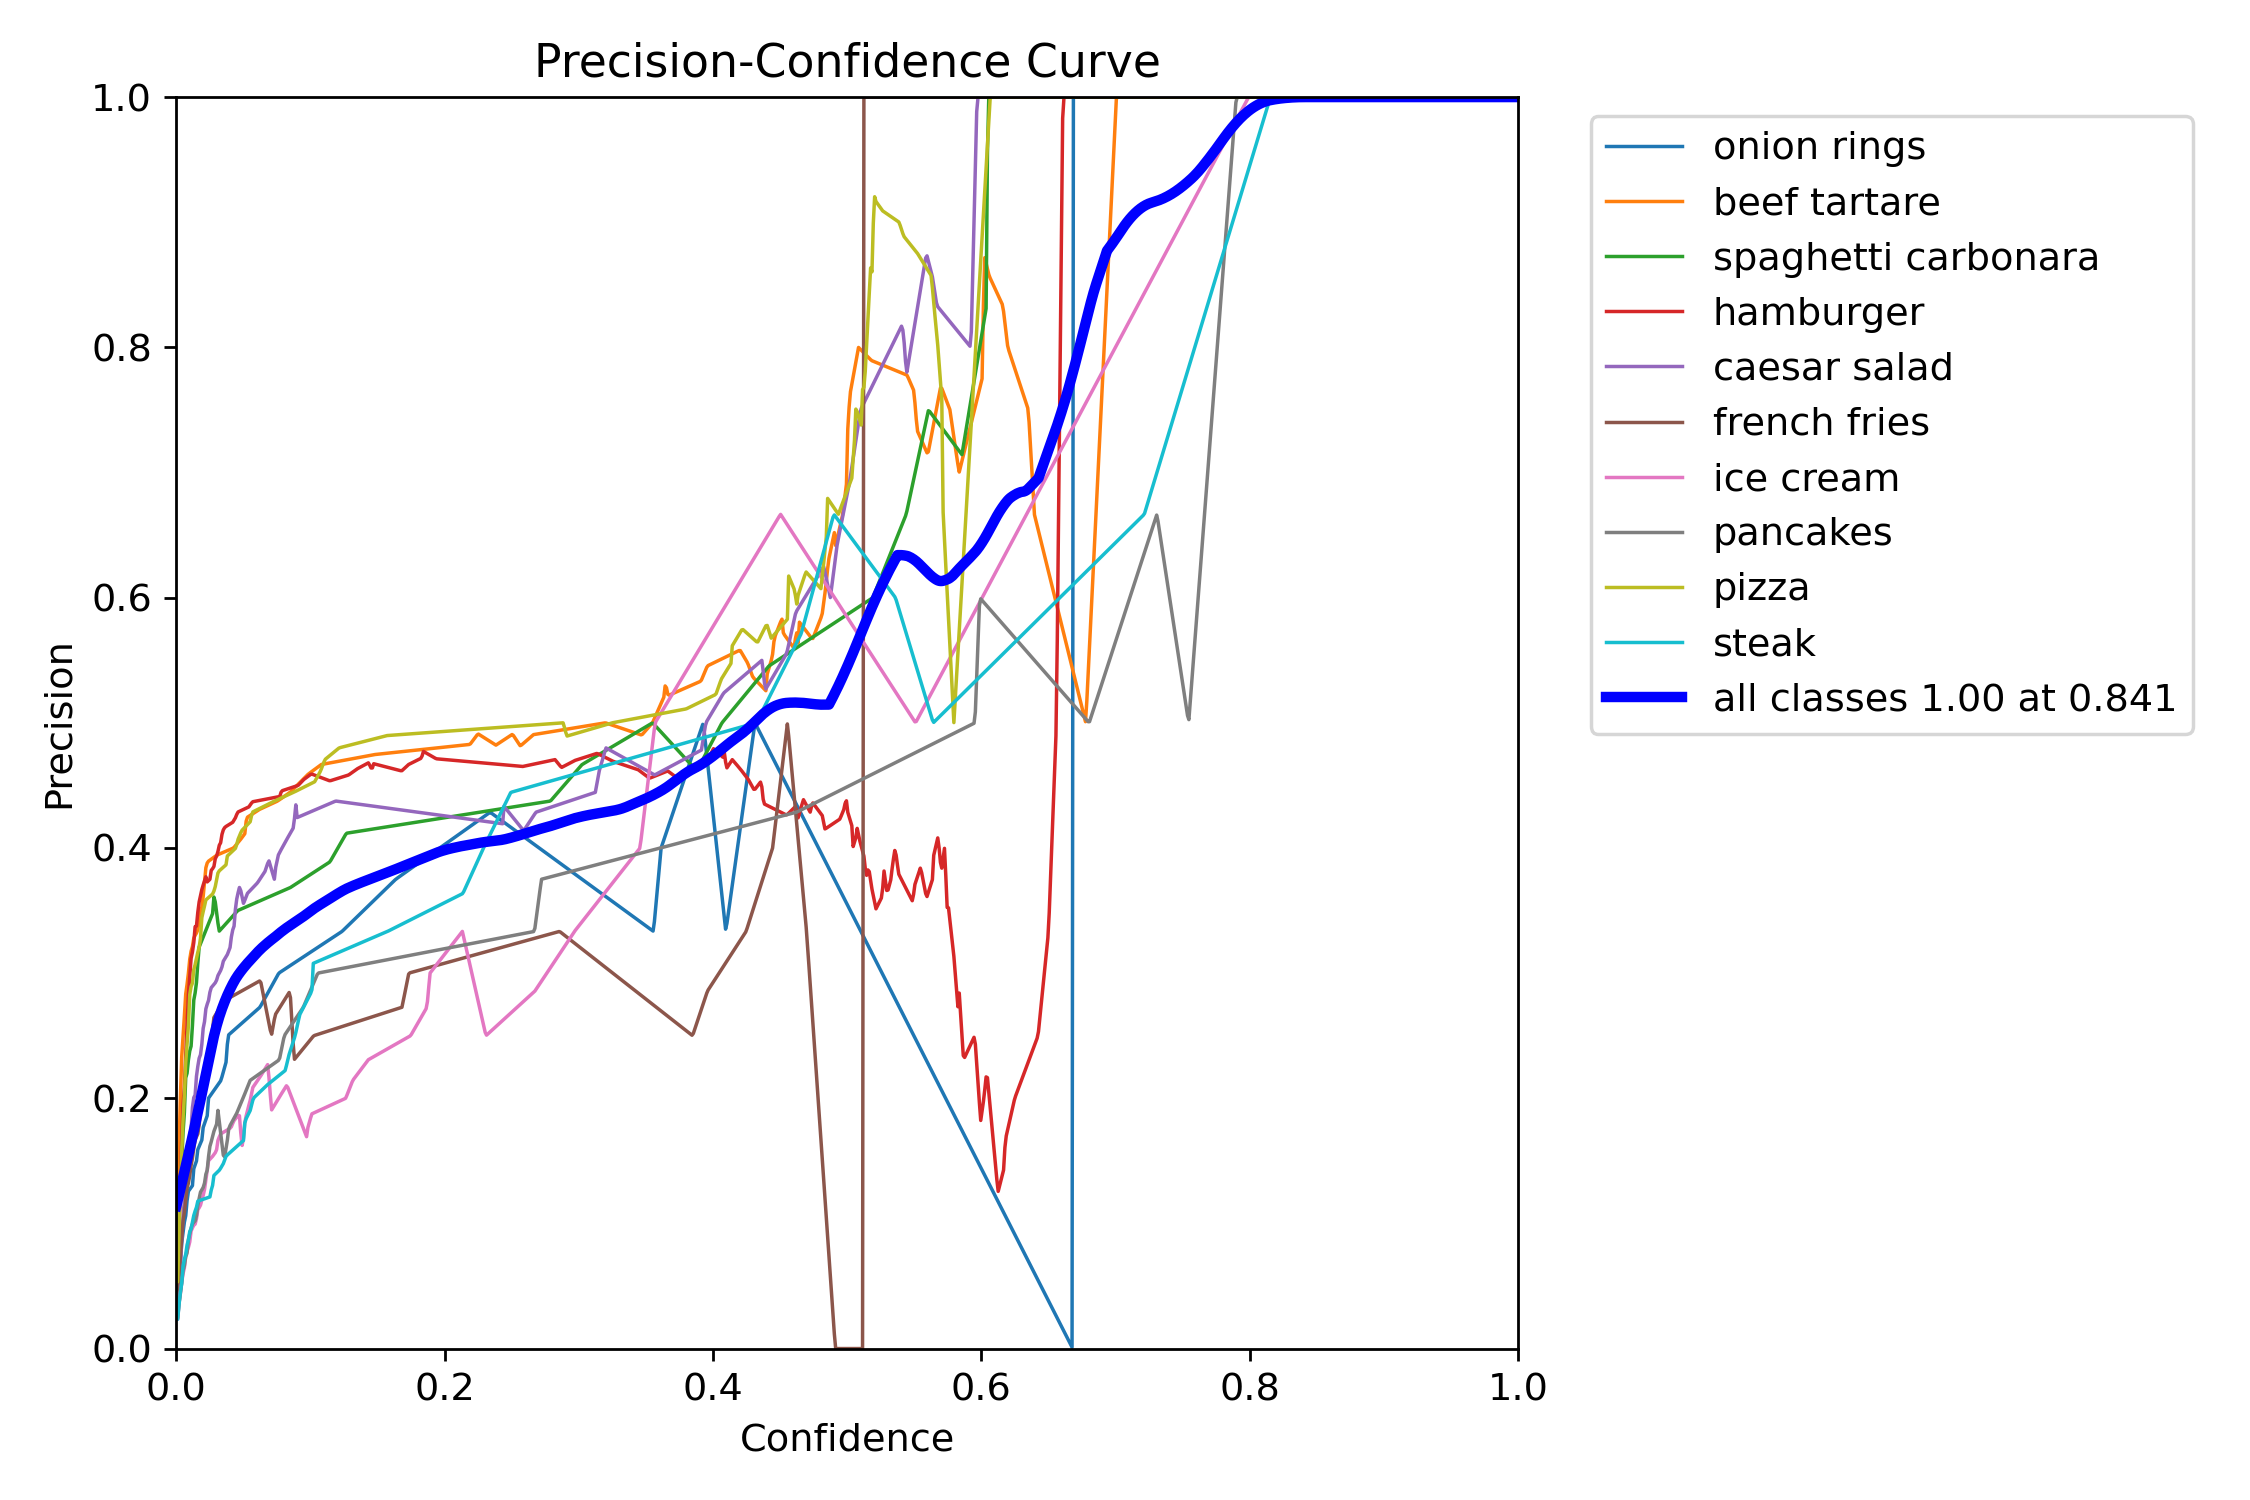 Precision-Confidence Curve
1.0
0.8
0.6
0.4
0.2
0.0
Precision
0.0 0.2 0.4 0.6 0.8 1.0
Confidence
onion rings
beef tartare
spaghetti carbonara
hamburger
caesar salad
french fries
ice cream
pancakes
pizza
steak
all classes 1.00 at 0.841